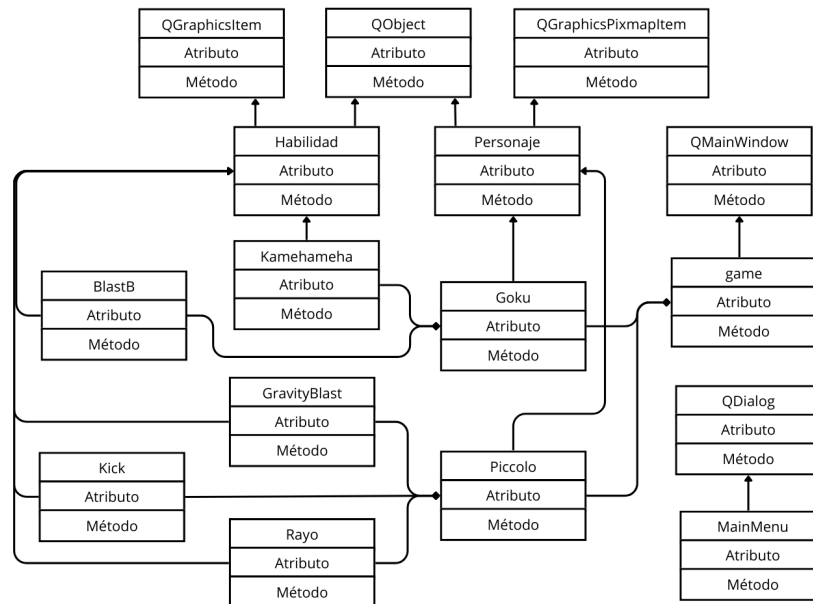 QGraphicsItem
Atributo
Método
QObject
Atributo
Método
QGraphicsPixmapItem
Atributo
Método
Habilidad
Atributo
Método
Personaje
Atributo
Método
QMainWindow
Atributo
Método
Kamehameha
Atributo
Método
BlastB
Atributo
Método
Goku
Atributo
Método
game
Atributo
Método
GravityBlast
Atributo
Método
QDialog
Atributo
Método
Kick
Atributo
Método
Piccolo
Atributo
Método
Rayo
Atributo
Método
MainMenu
Atributo
Método